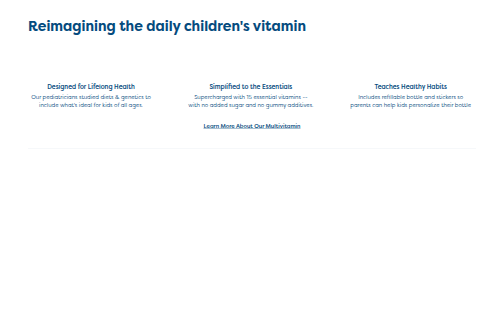 Reimagining the daily children's vitamin
Designed for Lifelong Health
Our pediatricians studied diets & genetics to
include what's ideal for kids of all ages.
Simplified to the Essentials
Supercharged with 15 essential vitamins —
with no added sugar and no gummy additives.
Learn More About Our Multivitamin
Teaches Healthy Habits
Includes refillable bottle and stickers so
parents can help kids personalize their bottle